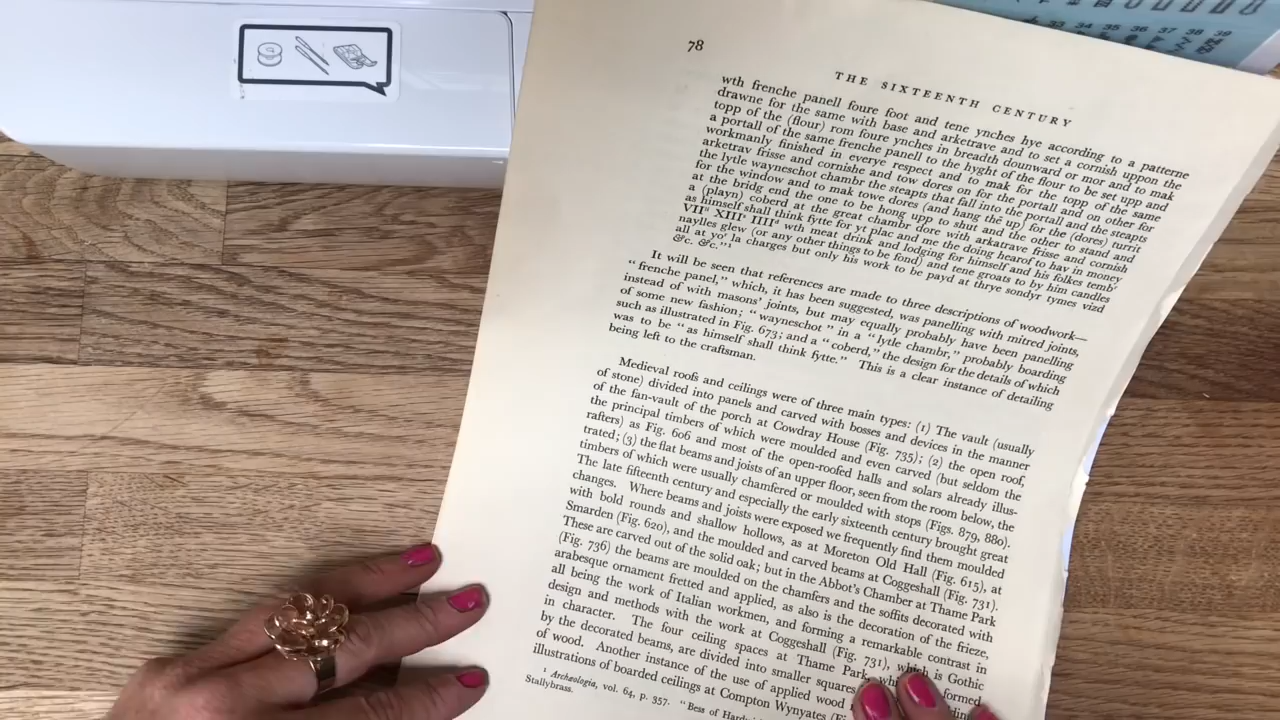 78
THE SIXTEENTH CENTURY
wth frenche panell foure foot and tene ynches hye according to a patterne
drawne for the same with base and arketrave and to set a cornish uppon the
topp of the (flour) rom foure ynches in breadth dounward or mor and to mak
a portall of the same frenche panell to the hyght of the flour to be set upp and
workmanly finished in everye respect and to mak for the topp of the same
arketrav frisse and cornishe and tow dores on for the portall and on other for
the lytle wayneschot chambr the steapts that fall into the portall and the steapts
for the window and to mak towe dores (and hang thē up) for the (dores) turris
at the bridg end the one to be hong upp to shutt and the other to stand and
a (playn) coberd at the great chambr dore with arkatrave frisse and cornish
as himself shall think fytte for yt plac and me the doing hearof to hay in money
VIIˢ XIIIˢ IIIIᵈ wth meat drink and lodging for himself and his folkes tembʳ
naylles glew (or any other things to be fond) and tene groats to by him candles
all at yoʳ la charges but only his work to be payd at thrye sondyr tymes vizd
&c. &c."¹
It will be seen that references are made to three descriptions of woodwork—
"frenche panel," which, it has been suggested, was panelling with mitred joints,
instead of with masons' joints, but may equally probably have been panelling
of some new fashion; "wayneschot" in a "lytle chambr," probably boarding
such as illustrated in Fig. 673; and a "coberd," the design for the details of which
was to be "as himself shall think fytte." This is a clear instance of detailing
being left to the craftsman.
Medieval roofs and ceilings were of three main types: (1) The vault (usually
of stone) divided into panels and carved with bosses and devices in the manner
of the fan-vault of the porch at Cowdray House (Fig. 735); (2) the open roof,
the principal timbers of which were moulded and even carved (but seldom the
rafters) as Fig. 606 and most of the open-roofed halls and solars already illus-
trated; (3) the flat beams and joists of an upper floor, seen from the room below, the
timbers of which were usually chamfered or moulded with stops (Figs. 879, 880).
The late fifteenth century and especially the early sixteenth century brought great
changes. Where beams and joists were exposed we frequently find them moulded
with bold rounds and shallow hollows, as at Moreton Old Hall (Fig. 615), at
Smarden (Fig. 620), and the moulded and carved beams at Coggeshall (Fig. 731).
These are carved out of the solid oak; but in the Abbot's Chamber at Thame Park
(Fig. 736) the beams are moulded on the chamfers and the soffits decorated with
arabesque ornament fretted and applied, as also is the decoration of the frieze,
all being the work of Italian workmen, and forming a remarkable contrast in
design and methods with the work at Coggeshall (Fig. 731), which is Gothic
in character. The four ceiling spaces at Thame Park, formed
by the decorated beams, are divided into smaller squares
of wood. Another instance of the use of applied wood
illustrations of boarded ceilings at Compton Wynyates
¹ Archæologia, vol. 64, p. 357. "Bess of
Stallybrass.
33 34 35 36 37 38 39